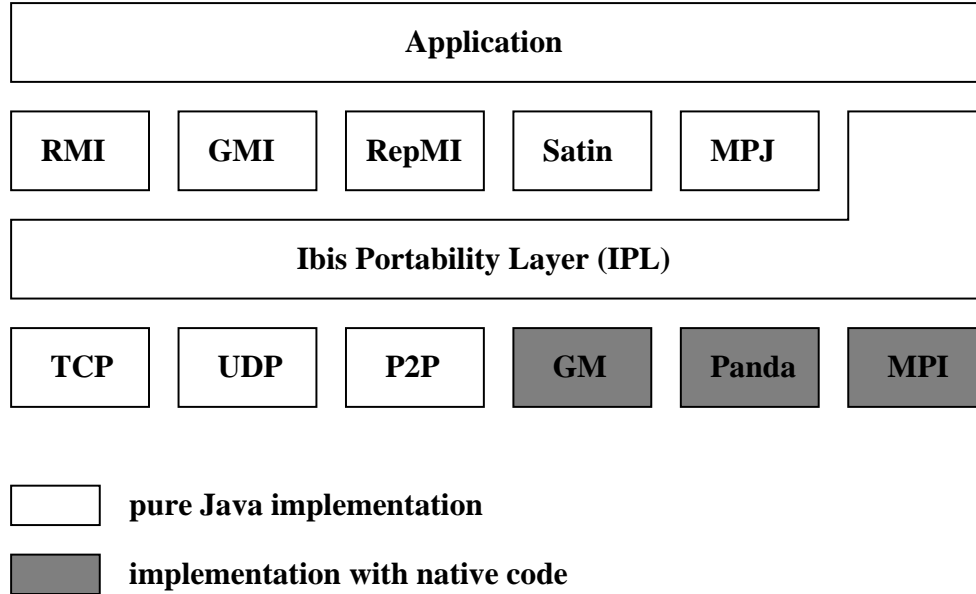 Application
RMI GMI RepMI Satin MPJ
Ibis Portability Layer (IPL)
TCP UDP P2P GM Panda MPI
pure Java implementation
implementation with native code